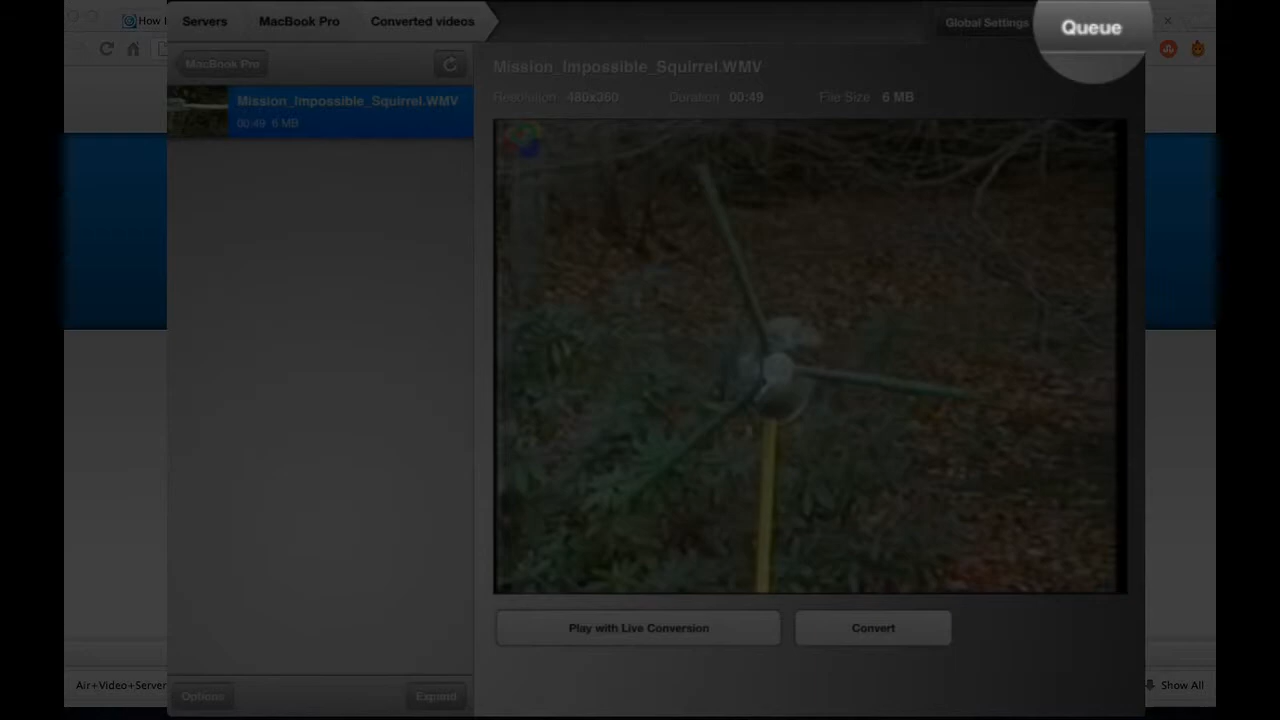 How I
Servers MacBook Pro Converted videos Global Settings Queue
MacBook Pro
Mission_Impossible_Squirrel.WMV
00:49 6 MB
Mission_Impossible_Squirrel.WMV
Resolution 480x360 Duration 00:49 File Size 6 MB
Play with Live Conversion Convert
Options Expand
Air+Video+Server
Show All